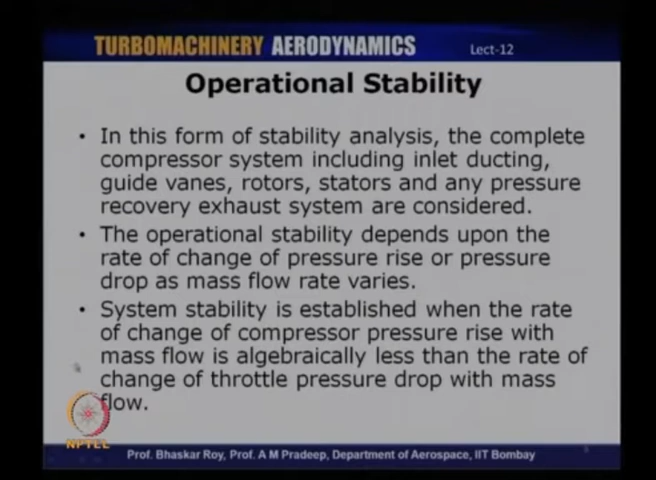 TURBOMACHINERY AERODYNAMICS
Lect-12
Operational Stability
• In this form of stability analysis, the complete
compressor system including inlet ducting,
guide vanes, rotors, stators and any pressure
recovery exhaust system are considered.
• The operational stability depends upon the
rate of change of pressure rise or pressure
drop as mass flow rate varies.
• System stability is established when the rate
of change of compressor pressure rise with
mass flow is algebraically less than the rate of
change of throttle pressure drop with mass
flow.
NPTEL
Prof. Bhaskar Roy, Prof. A M Pradeep, Department of Aerospace, IIT Bombay